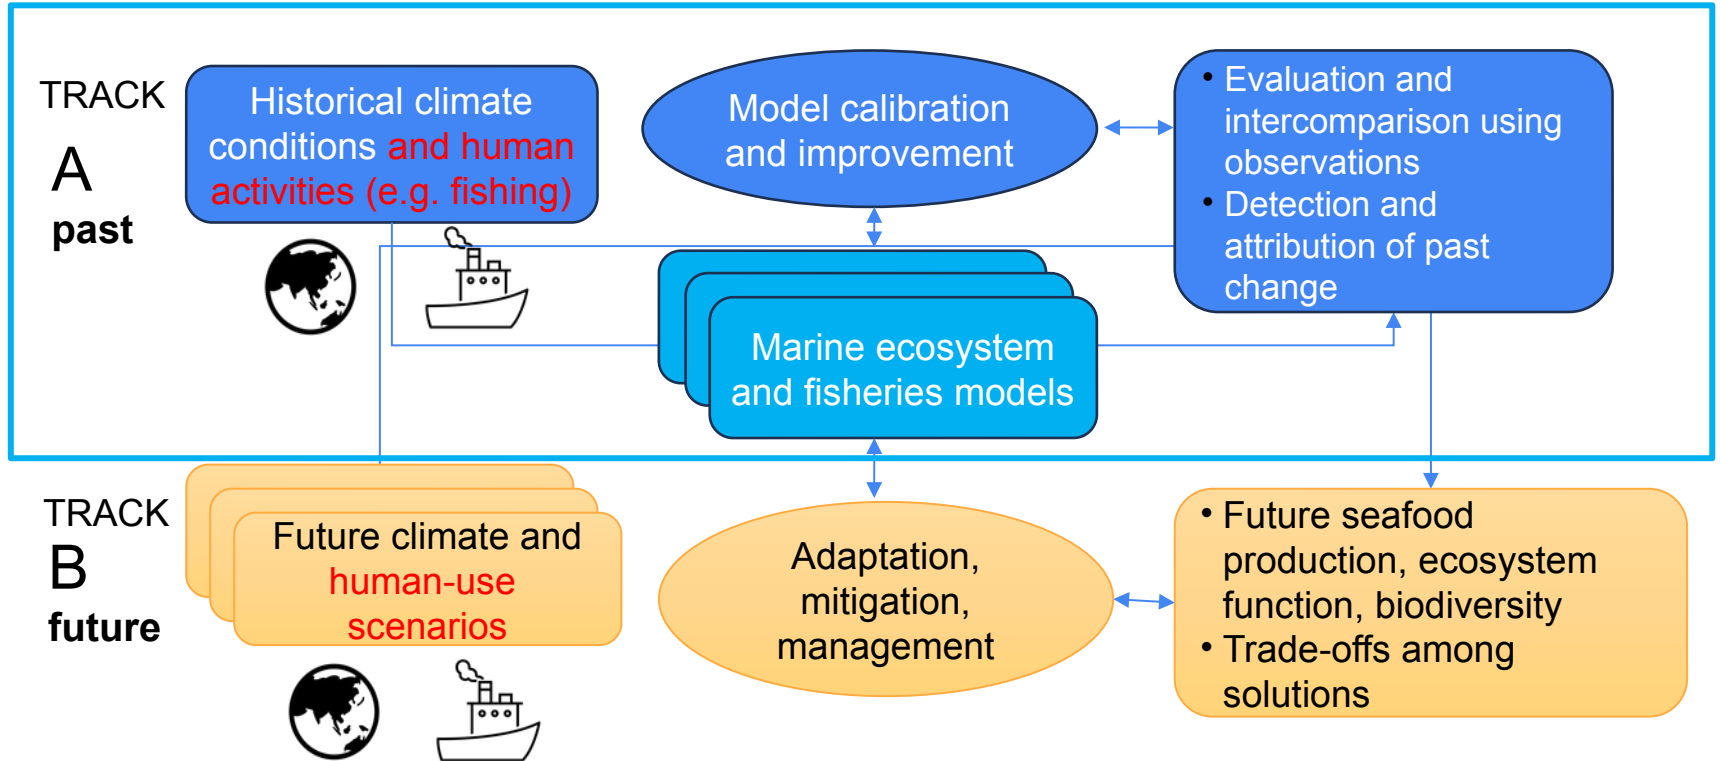 TRACK
A
past
Historical climate
conditions and human
activities (e.g. fishing)
Model calibration
and improvement
• Evaluation and
intercomparison using
observations
• Detection and
attribution of past
change
Marine ecosystem
and fisheries models
TRACK
B
future
Future climate and
human-use
scenarios
Adaptation,
mitigation,
management
• Future seafood
production, ecosystem
function, biodiversity
• Trade-offs among
solutions